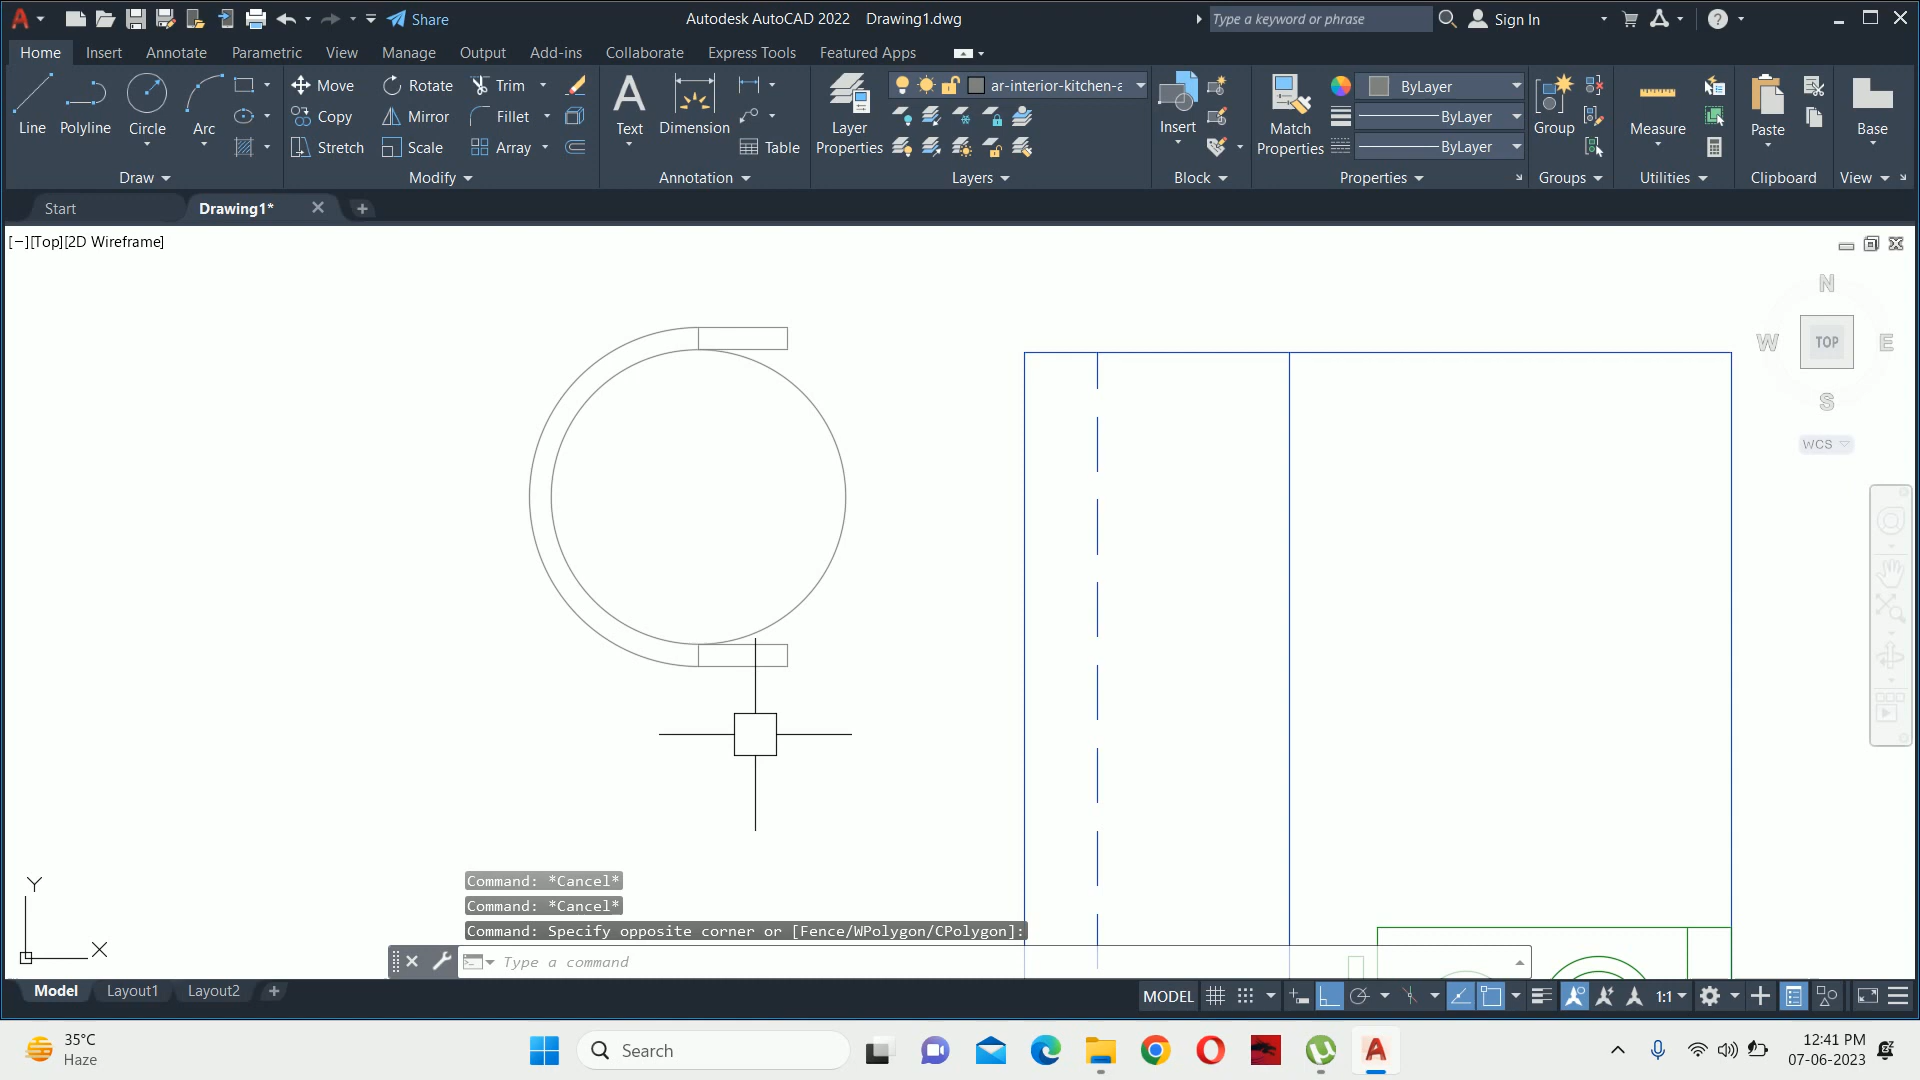 Share
Autodesk AutoCAD 2022 Drawing1.dwg
Type a keyword or phrase
Sign In
Home Insert Annotate Parametric View Manage Output Add-ins Collaborate Express Tools Featured Apps
Line Polyline Circle Arc
Move Rotate Trim
Copy Mirror Fillet
Stretch Scale Array
Text Dimension Table
Layer Properties
ar-interior-kitchen-a
Insert
Match Properties
ByLayer
ByLayer
ByLayer
Group
Measure
Paste
Base
Draw Modify Annotation Layers Block Properties Groups Utilities Clipboard View
Start Drawing1*
[−][Top][2D Wireframe]
N
W TOP E
S
WCS
Y
X
Command: *Cancel*
Command: *Cancel*
Command: Specify opposite corner or [Fence/WPolygon/CPolygon]:
Type a command
Model Layout1 Layout2
MODEL 1:1
35°C
Haze
Search
12:41 PM
07-06-2023